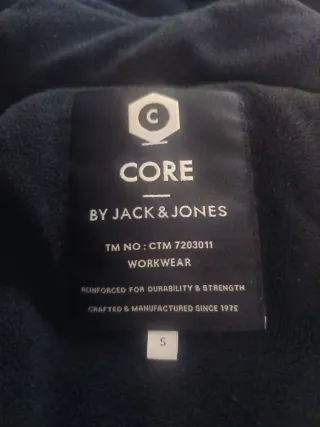 C
CORE
BY JACK & JONES
TM NO : CTM 7203011
WORKWEAR
REINFORCED FOR DURABILITY & STRENGTH
CRAFTED & MANUFACTURED SINCE 1975
S